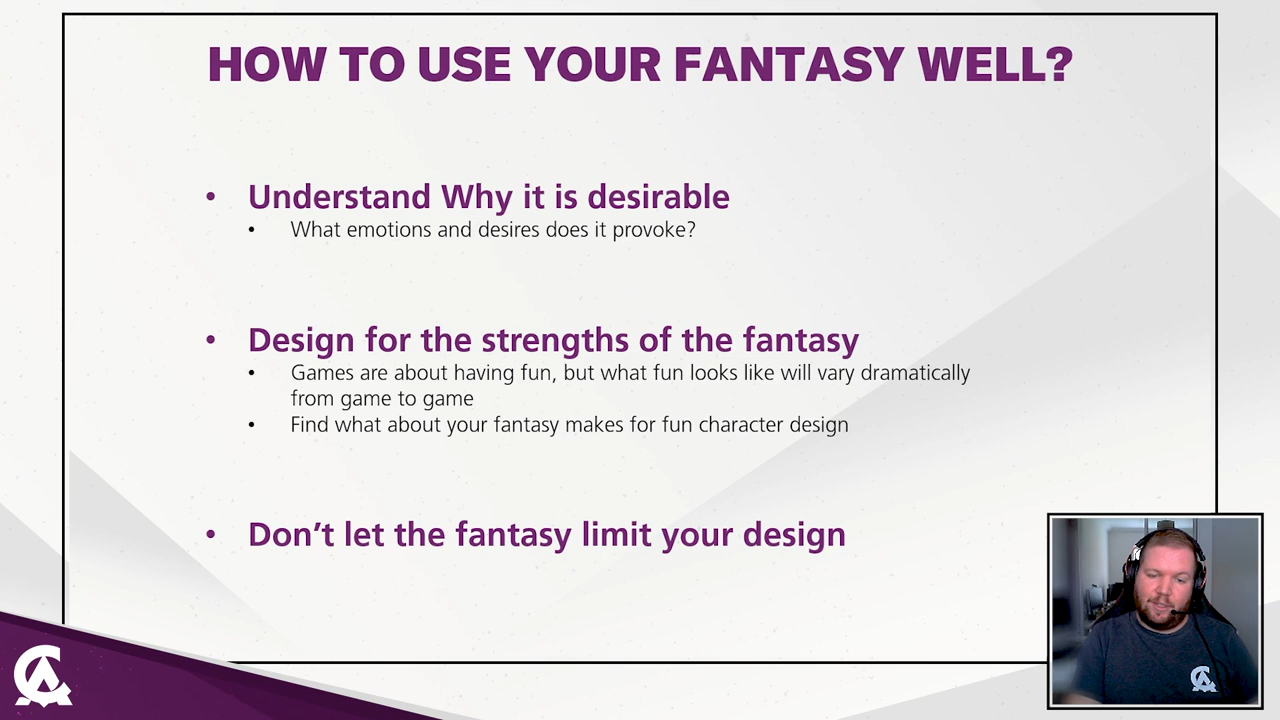 HOW TO USE YOUR FANTASY WELL?
• Understand Why it is desirable
• What emotions and desires does it provoke?
• Design for the strengths of the fantasy
• Games are about having fun, but what fun looks like will vary dramatically
from game to game
• Find what about your fantasy makes for fun character design
• Don’t let the fantasy limit your design